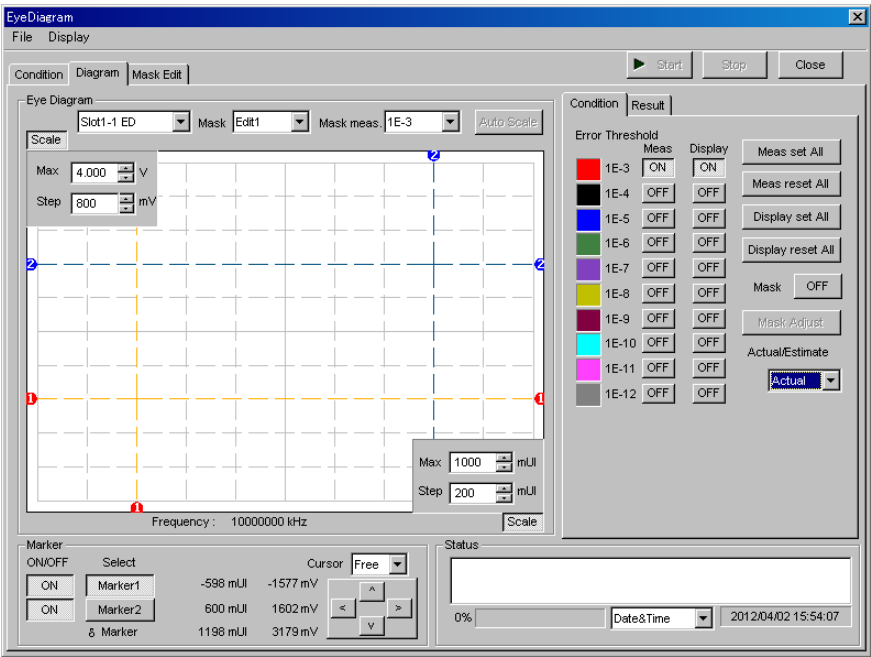 EyeDiagram
File Display
Condition Diagram Mask Edit
Start Stop Close
Eye Diagram
Slot1-1 ED Mask Edit1 Mask meas. 1E-3 Auto Scale
Scale
Max 4.000 V
Step 800 mV
2
2 2
1 1
1
Max 1000 mUI
Step 200 mUI
Frequency : 10000000 kHz Scale
Condition Result
Error Threshold
Meas Display
1E-3 ON ON
1E-4 OFF OFF
1E-5 OFF OFF
1E-6 OFF OFF
1E-7 OFF OFF
1E-8 OFF OFF
1E-9 OFF OFF
1E-10 OFF OFF
1E-11 OFF OFF
1E-12 OFF OFF
Meas set All
Meas reset All
Display set All
Display reset All
Mask OFF
Mask Adjust
Actual/Estimate
Actual
Marker
ON/OFF Select Cursor Free
ON Marker1 -598 mUI -1577 mV
ON Marker2 600 mUI 1602 mV
δ Marker 1198 mUI 3179 mV
^
< >
v
Status
0% Date&Time 2012/04/02 15:54:07